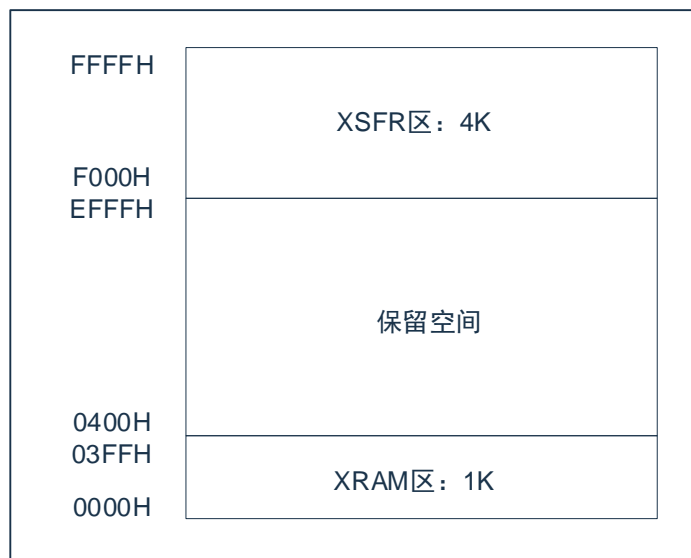 FFFFH
XSFR区：4K
F000H
EFFFH
保留空间
0400H
03FFH
XRAM区：1K
0000H